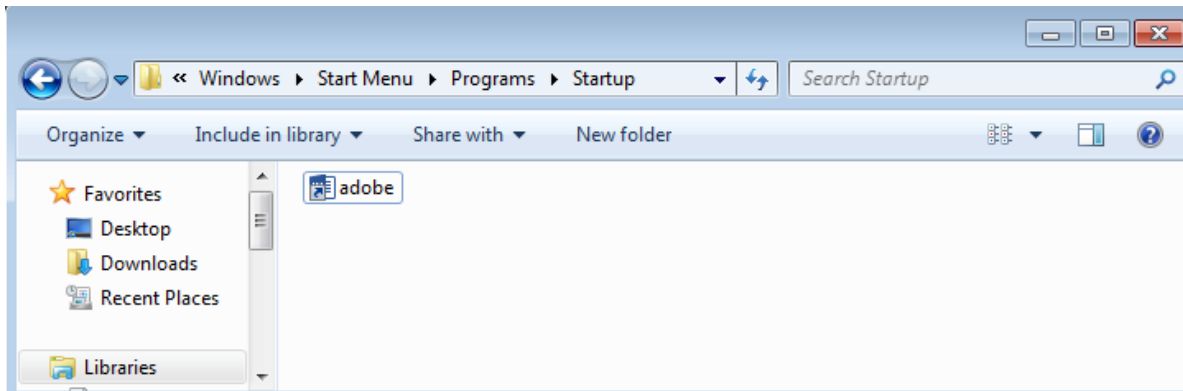 « Windows ▸ Start Menu ▸ Programs ▸ Startup
Search Startup
Organize ▾ Include in library ▾ Share with ▾ New folder
Favorites
Desktop
Downloads
Recent Places
Libraries
adobe